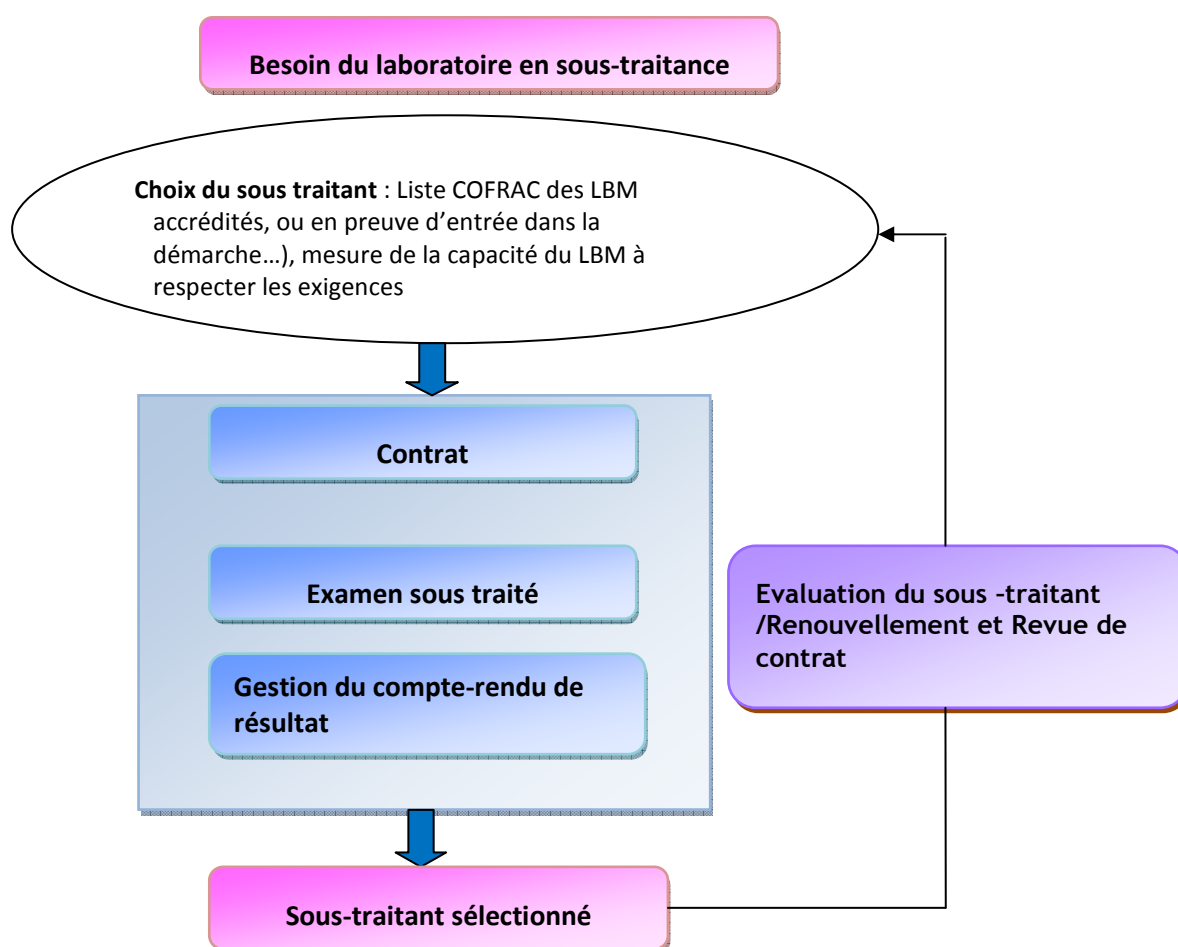 Besoin du laboratoire en sous-traitance
Choix du sous traitant : Liste COFRAC des LBM
accrédités, ou en preuve d’entrée dans la
démarche…), mesure de la capacité du LBM à
respecter les exigences
Contrat
Examen sous traité
Gestion du compte-rendu de
résultat
Evaluation du sous -traitant
/Renouvellement et Revue de
contrat
Sous-traitant sélectionné